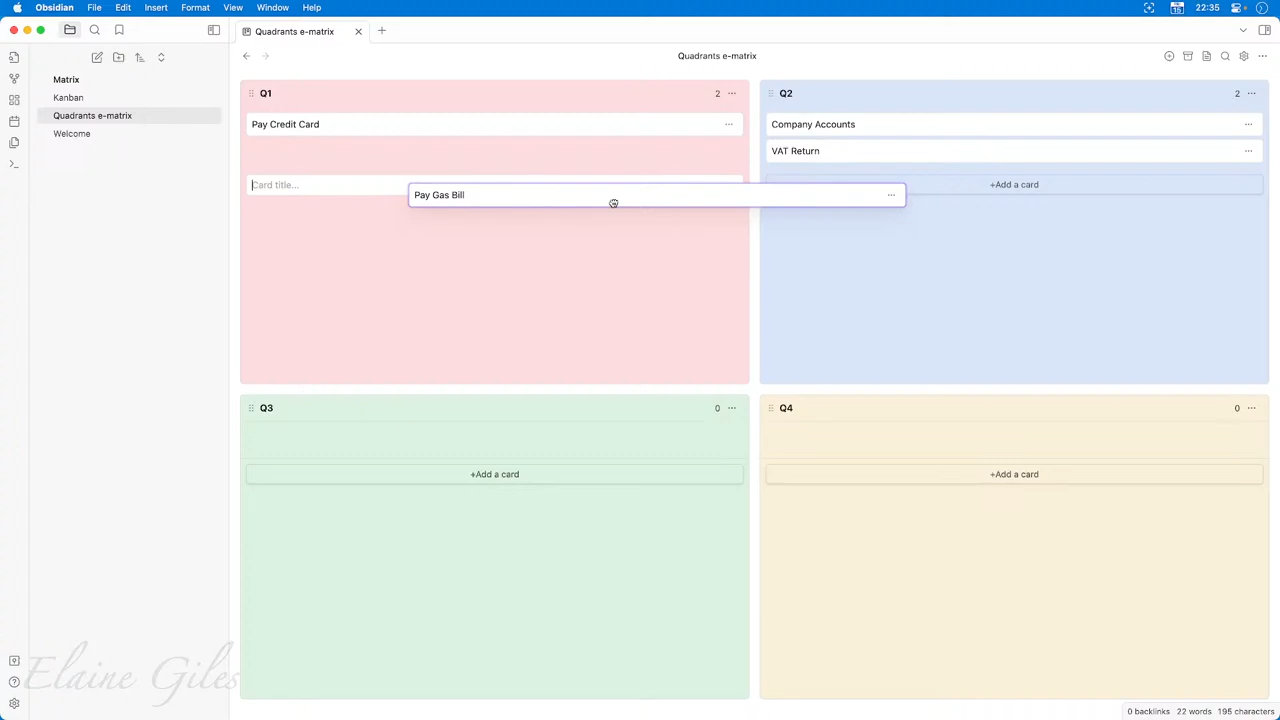 Obsidian File Edit Insert Format View Window Help
22:35
Quadrants e-matrix
Quadrants e-matrix
Matrix
Kanban
Quadrants e-matrix
Welcome
Q1 2
Pay Credit Card
Card title...
Pay Gas Bill
Q2 2
Company Accounts
VAT Return
+Add a card
Q3 0
+Add a card
Q4 0
+Add a card
Elaine Giles
0 backlinks 22 words 195 characters